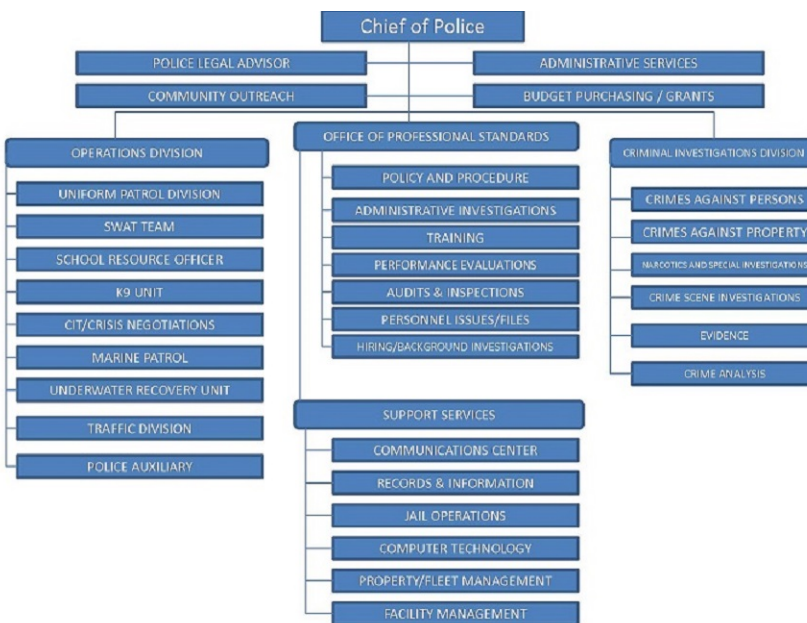 Chief of Police
POLICE LEGAL ADVISOR
ADMINISTRATIVE SERVICES
COMMUNITY OUTREACH
BUDGET PURCHASING / GRANTS
OPERATIONS DIVISION
UNIFORM PATROL DIVISION
SWAT TEAM
SCHOOL RESOURCE OFFICER
K9 UNIT
CIT/CRISIS NEGOTIATIONS
MARINE PATROL
UNDERWATER RECOVERY UNIT
TRAFFIC DIVISION
POLICE AUXILIARY
OFFICE OF PROFESSIONAL STANDARDS
POLICY AND PROCEDURE
ADMINISTRATIVE INVESTIGATIONS
TRAINING
PERFORMANCE EVALUATIONS
AUDITS & INSPECTIONS
PERSONNEL ISSUES/FILES
HIRING/BACKGROUND INVESTIGATIONS
SUPPORT SERVICES
COMMUNICATIONS CENTER
RECORDS & INFORMATION
JAIL OPERATIONS
COMPUTER TECHNOLOGY
PROPERTY/FLEET MANAGEMENT
FACILITY MANAGEMENT
CRIMINAL INVESTIGATIONS DIVISION
CRIMES AGAINST PERSONS
CRIMES AGAINST PROPERTY
NARCOTICS AND SPECIAL INVESTIGATIONS
CRIME SCENE INVESTIGATIONS
EVIDENCE
CRIME ANALYSIS